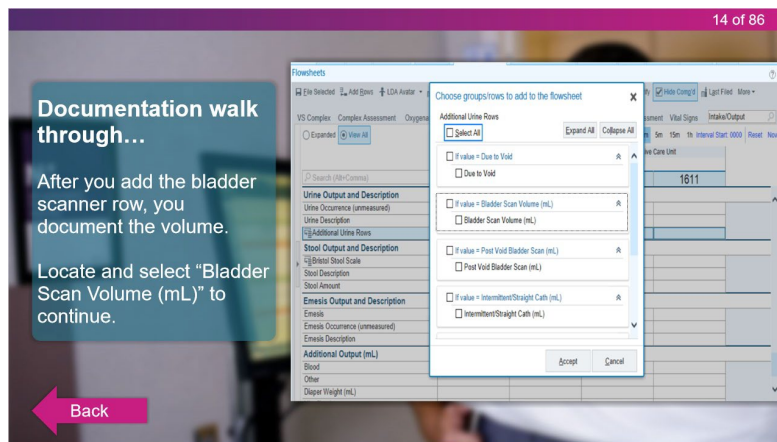 14 of 86
Documentation walk
through…
After you add the bladder
scanner row, you
document the volume.
Locate and select “Bladder
Scan Volume (mL)” to
continue.
Back
Flowsheets
File Selected Add Rows LDA Avatar Hide Comp'd Last Filed More
VS Complex Complex Assessment Vital Signs Intake/Output
Expanded View All 5m 15m 1h Interval Start: 0000 Reset Now
ive Care Unit
Search (Alt+Comma) 1611
Urine Output and Description
Urine Occurrence (unmeasured)
Urine Description
Additional Urine Rows
Stool Output and Description
Bristol Stool Scale
Stool Description
Stool Amount
Emesis Output and Description
Emesis
Emesis Occurrence (unmeasured)
Emesis Description
Additional Output (mL)
Blood
Other
Diaper Weight (mL)
Choose groups/rows to add to the flowsheet
Additional Urine Rows
Select All Expand All Collapse All
If value = Due to Void
Due to Void
If value = Bladder Scan Volume (mL)
Bladder Scan Volume (mL)
If value = Post Void Bladder Scan (mL)
Post Void Bladder Scan (mL)
If value = Intermittent/Straight Cath (mL)
Intermittent/Straight Cath (mL)
Accept Cancel